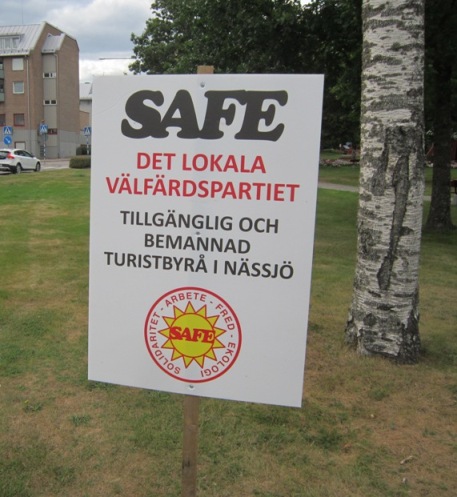 SAFE
DET LOKALA
VÄLFÄRDSPARTIET
TILLGÄNGLIG OCH
BEMANNAD
TURISTBYRÅ I NÄSSJÖ
SOLIDARITET - ARBETE - FRED - EKOLOGI
SAFE